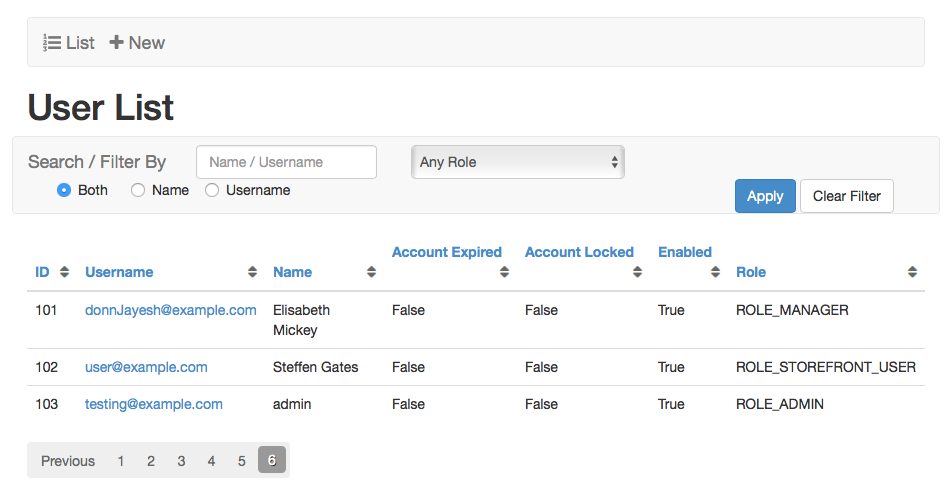 List New
User List
Search / Filter By Name / Username Any Role
Both Name Username
Apply Clear Filter
ID Username Name Account Expired Account Locked Enabled Role
101 donnJayesh@example.com Elisabeth Mickey False False True ROLE_MANAGER
102 user@example.com Steffen Gates False False True ROLE_STOREFRONT_USER
103 testing@example.com admin False False True ROLE_ADMIN
Previous 1 2 3 4 5 6